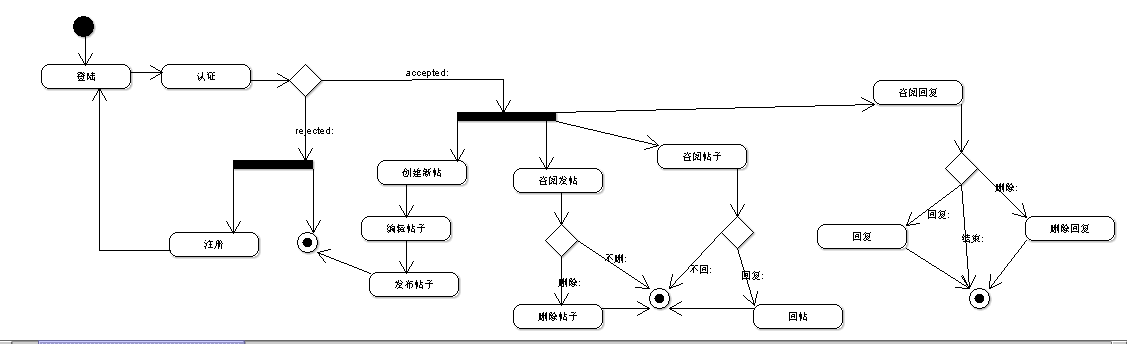 登陆
认证
accepted:
rejected:
查阅回复
创建新帖
查阅发帖
查阅帖子
删除:
注册
编辑帖子
不删:
不回:
回复:
回复:
结束:
回复
删除回复
发布帖子
删除:
删除帖子
回帖